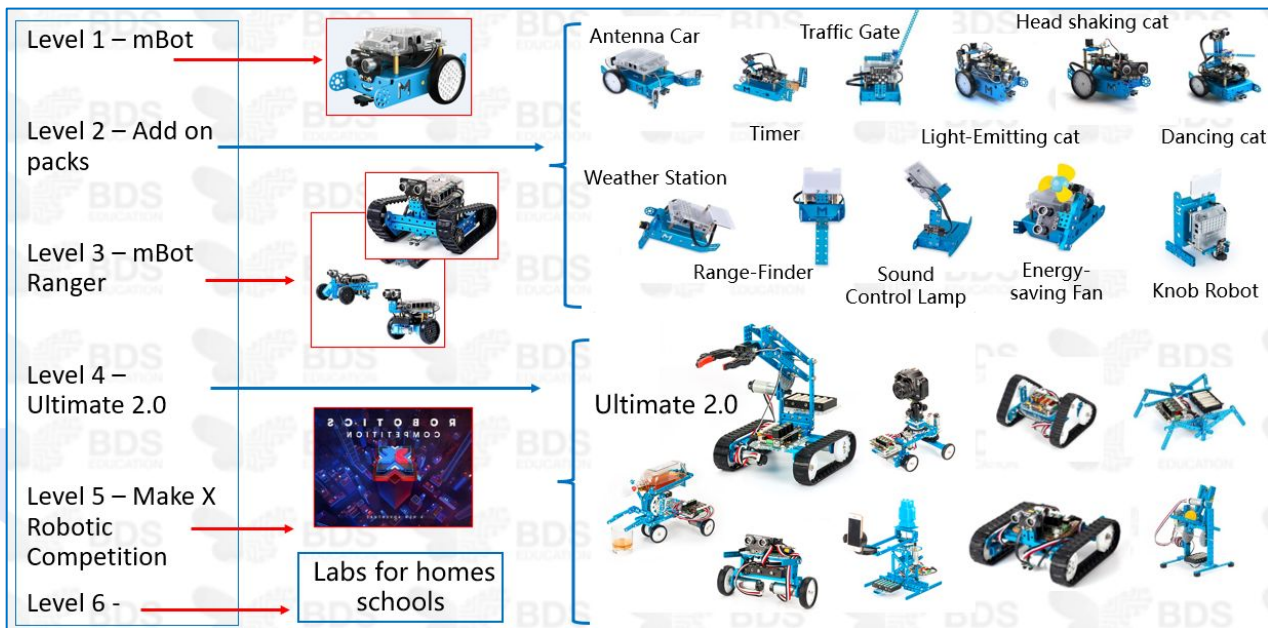 Level 1 – mBot
Level 2 – Add on
packs
Level 3 – mBot
Ranger
Level 4 –
Ultimate 2.0
Level 5 – Make X
Robotic
Competition
Level 6 -
ROBOTICS
COMPETITION
Labs for homes
schools
Antenna Car
Traffic Gate
Head shaking cat
Timer
Light-Emitting cat
Dancing cat
Weather Station
Range-Finder
Sound
Control Lamp
Energy-
saving Fan
Knob Robot
Ultimate 2.0
BDS
EDUCATION